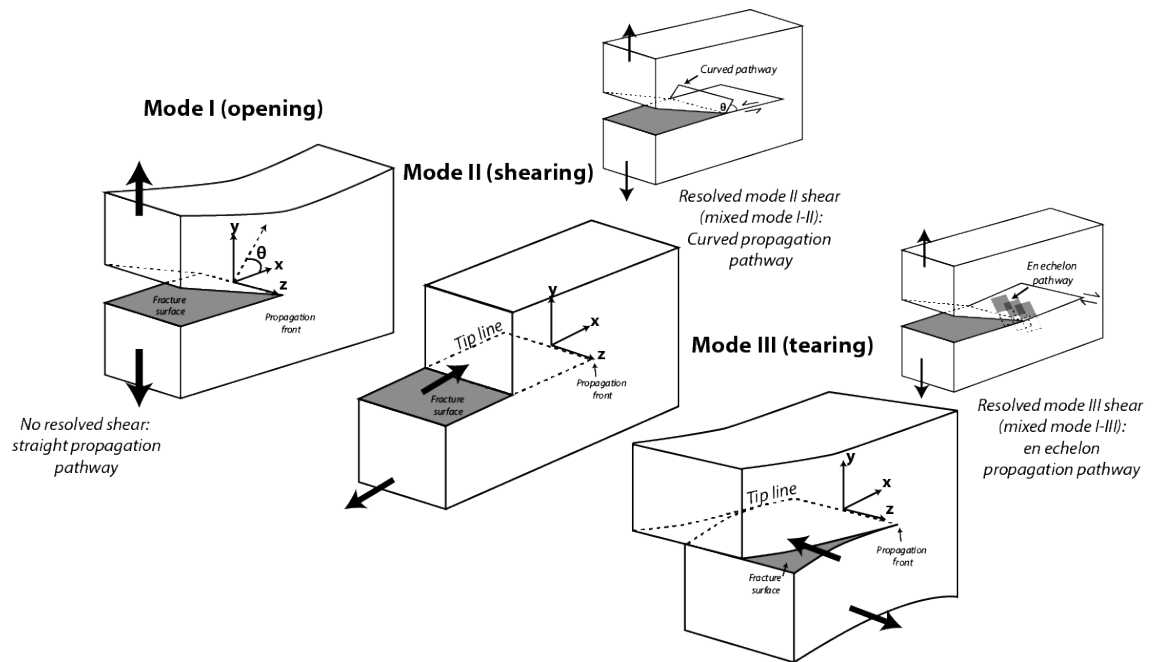 Mode I (opening)
y
θ
x
z
Fracture
surface
Propagation
front
No resolved shear:
straight propagation
pathway
Mode II (shearing)
y
x
z
Tip line
Propagation
front
Fracture
surface
Curved pathway
θ
Resolved mode II shear
(mixed mode I-II):
Curved propagation
pathway
Mode III (tearing)
y
x
z
Tip line
Propagation
front
Fracture
surface
En echelon
pathway
Resolved mode III shear
(mixed mode I-III):
en echelon
propagation pathway